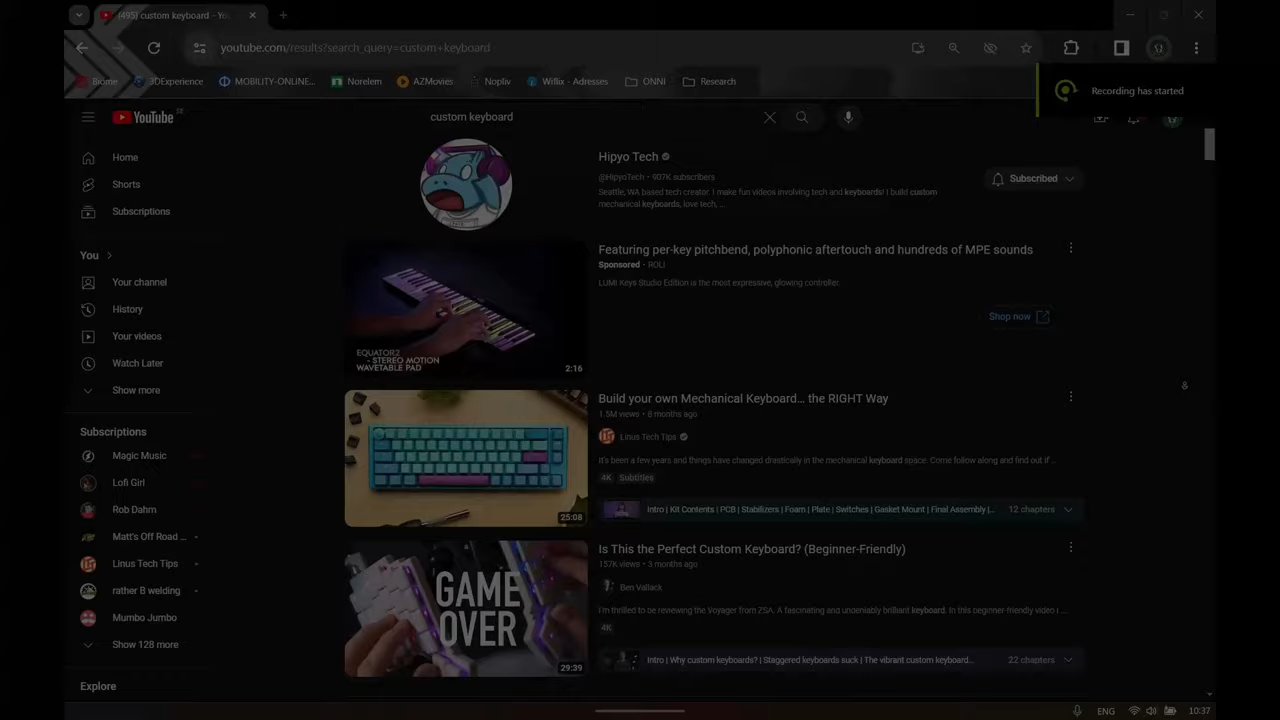 (495) custom keyboard - Yo
youtube.com/results?search_query=custom+keyboard
Biome
3DExperience
MOBILITY-ONLINE...
Norelem
AZMovies
Nopliv
Willix - Adresses
ONNI
Research
Recording has started
YouTube
custom keyboard
Home
Shorts
Subscriptions
You
Your channel
History
Your videos
Watch Later
Show more
Subscriptions
Magic Music
Lofi Girl
Rob Dahm
Matt's Off Road ...
Linus Tech Tips
rather B welding
Mumbo Jumbo
Show 128 more
Explore
Hipyo Tech
@HipyoTech • 907K subscribers
Seattle, WA based tech creator. I make fun videos involving tech and keyboards! I build custom
mechanical keyboards, love tech, ...
Subscribed
EQUATOR2
- STEREO MOTION
WAVETABLE PAD
2:16
Featuring per-key pitchbend, polyphonic aftertouch and hundreds of MPE sounds
Sponsored • ROLI
LUMI Keys Studio Edition is the most expressive, glowing controller.
Shop now
25:08
Build your own Mechanical Keyboard... the RIGHT Way
1.5M views • 8 months ago
Linus Tech Tips
It's been a few years and things have changed drastically in the mechanical keyboard space. Come follow along and find out if ...
4K Subtitles
Intro | Kit Contents | PCB | Stabilizers | Foam | Plate | Switches | Gasket Mount | Final Assembly |...
12 chapters
GAME
OVER
29:39
Is This the Perfect Custom Keyboard? (Beginner-Friendly)
157K views • 3 months ago
Ben Vallack
I'm thrilled to be reviewing the Voyager from ZSA. A fascinating and undeniably brilliant keyboard. In this beginner-friendly video I ...
4K
Intro | Why custom keyboards? | Staggered keyboards suck | The vibrant custom keyboard...
22 chapters
ENG
10:37